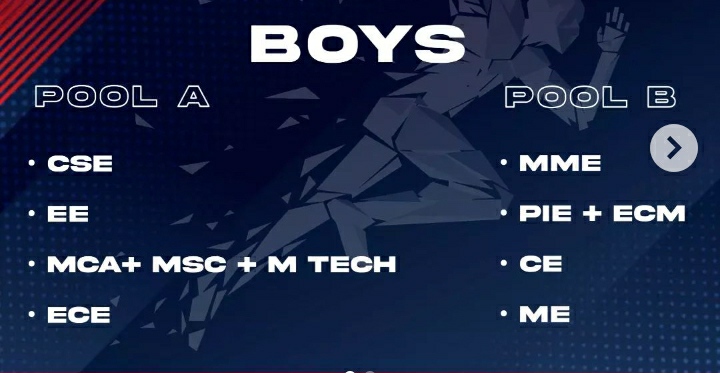 BOYS
POOL A
• CSE
• EE
• MCA+ MSC + M TECH
• ECE
POOL B
• MME
• PIE + ECM
• CE
• ME